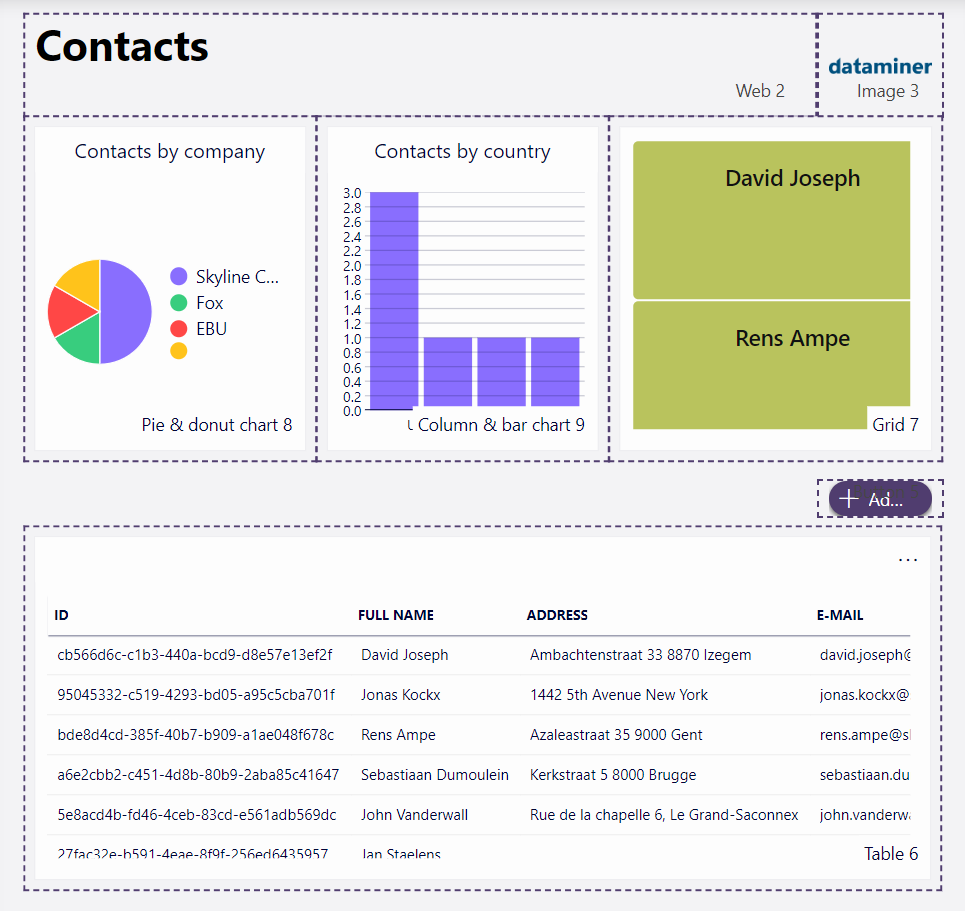 Contacts
dataminer
Web 2
Image 3
Contacts by company
Skyline C...
Fox
EBU
Pie & donut chart 8
Contacts by country
3.0
2.8
2.6
2.4
2.2
2.0
1.8
1.6
1.4
1.2
1.0
0.8
0.6
0.4
0.2
0.0
Column & bar chart 9
David Joseph
Rens Ampe
Grid 7
Ad...
...
ID FULL NAME ADDRESS E-MAIL
cb566d6c-c1b3-440a-bcd9-d8e57e13ef2f David Joseph Ambachtenstraat 33 8870 Izegem david.joseph@
95045332-c519-4293-bd05-a95c5cba701f Jonas Kockx 1442 5th Avenue New York jonas.kockx@
bde8d4cd-385f-40b7-b909-a1ae048f678c Rens Ampe Azaleastraat 35 9000 Gent rens.ampe@sl
a6e2cbb2-c451-4d8b-80b9-2aba85c41647 Sebastiaan Dumoulein Kerkstraat 5 8000 Brugge sebastiaan.du
5e8acd4b-fd46-4ceb-83cd-e561adb569dc John Vanderwall Rue de la chapelle 6, Le Grand-Saconnex john.vanderwa
27fac32e-b591-4eae-8f9f-256ed6435957 Jan Staelens
Table 6